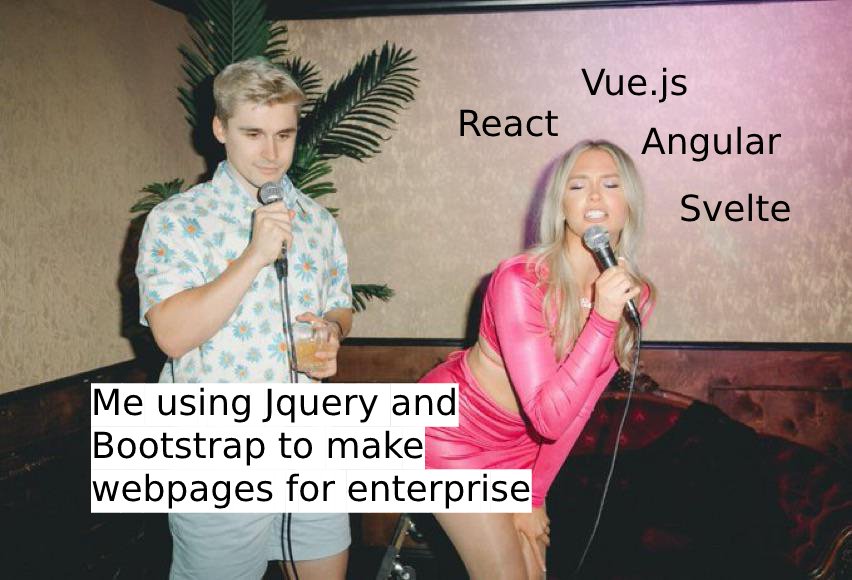 Vue.js
React
Angular
Svelte
Me using Jquery and
Bootstrap to make
webpages for enterprise